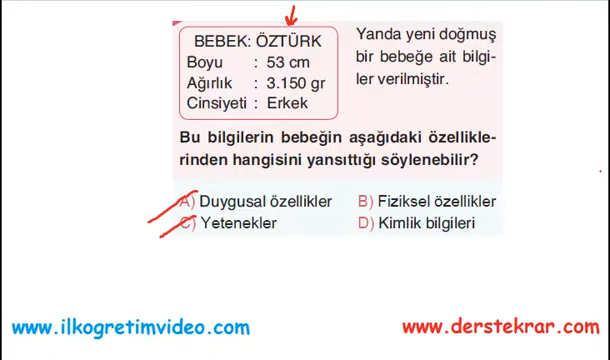 BEBEK: ÖZTÜRK
Boyu : 53 cm
Ağırlık : 3.150 gr
Cinsiyeti : Erkek
Yanda yeni doğmuş
bir bebeğe ait bilgi-
ler verilmiştir.
Bu bilgilerin bebeğin aşağıdaki özellikle-
rinden hangisini yansıttığı söylenebilir?
A) Duygusal özellikler
B) Fiziksel özellikler
C) Yetenekler
D) Kimlik bilgileri
www.ilkogretimvideo.com
www.derstekrar.com